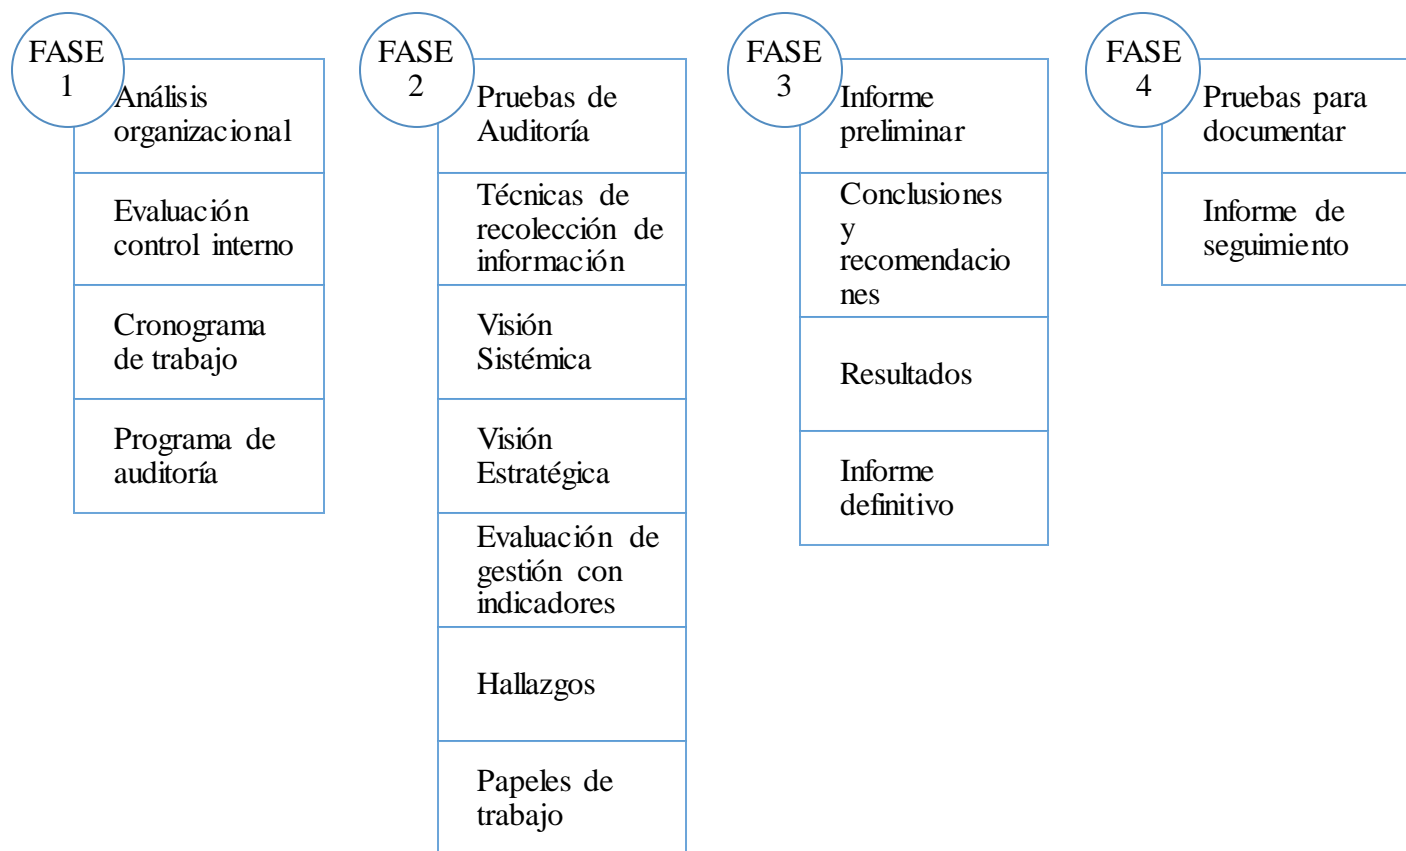 FASE
1
Análisis
organizacional
Evaluación
control interno
Cronograma
de trabajo
Programa de
auditoría
FASE
2
Pruebas de
Auditoría
Técnicas de
recolección de
información
Visión
Sistémica
Visión
Estratégica
Evaluación de
gestión con
indicadores
Hallazgos
Papeles de
trabajo
FASE
3
Informe
preliminar
Conclusiones
y
recomendacio
nes
Resultados
Informe
definitivo
FASE
4
Pruebas para
documentar
Informe de
seguimiento